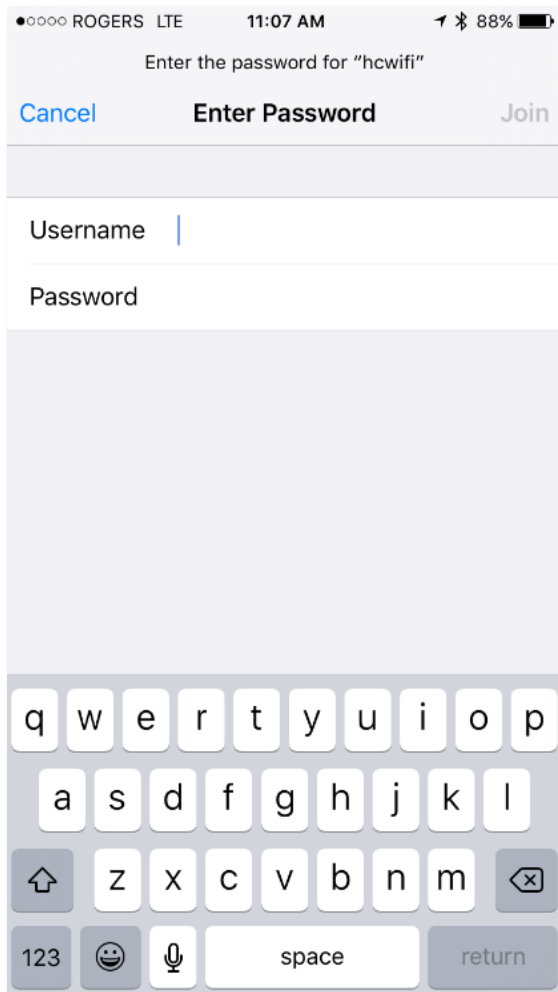 ROGERS LTE 11:07 AM 88%
Enter the password for “hcwifi”
Cancel Enter Password Join
Username
Password
q w e r t y u i o p
a s d f g h j k l
z x c v b n m
123 space return